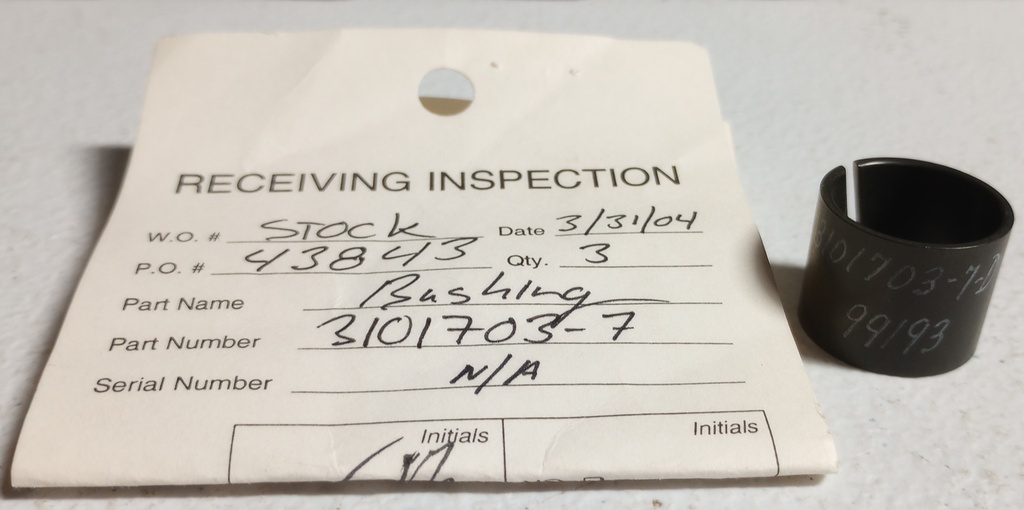 RECEIVING INSPECTION
W.O. # STOCK Date 3/31/04
P.O. # 43843 Qty. 3
Part Name Bushing
Part Number 3101703-7
Serial Number N/A
Initials Initials
3101703-7-D
99193